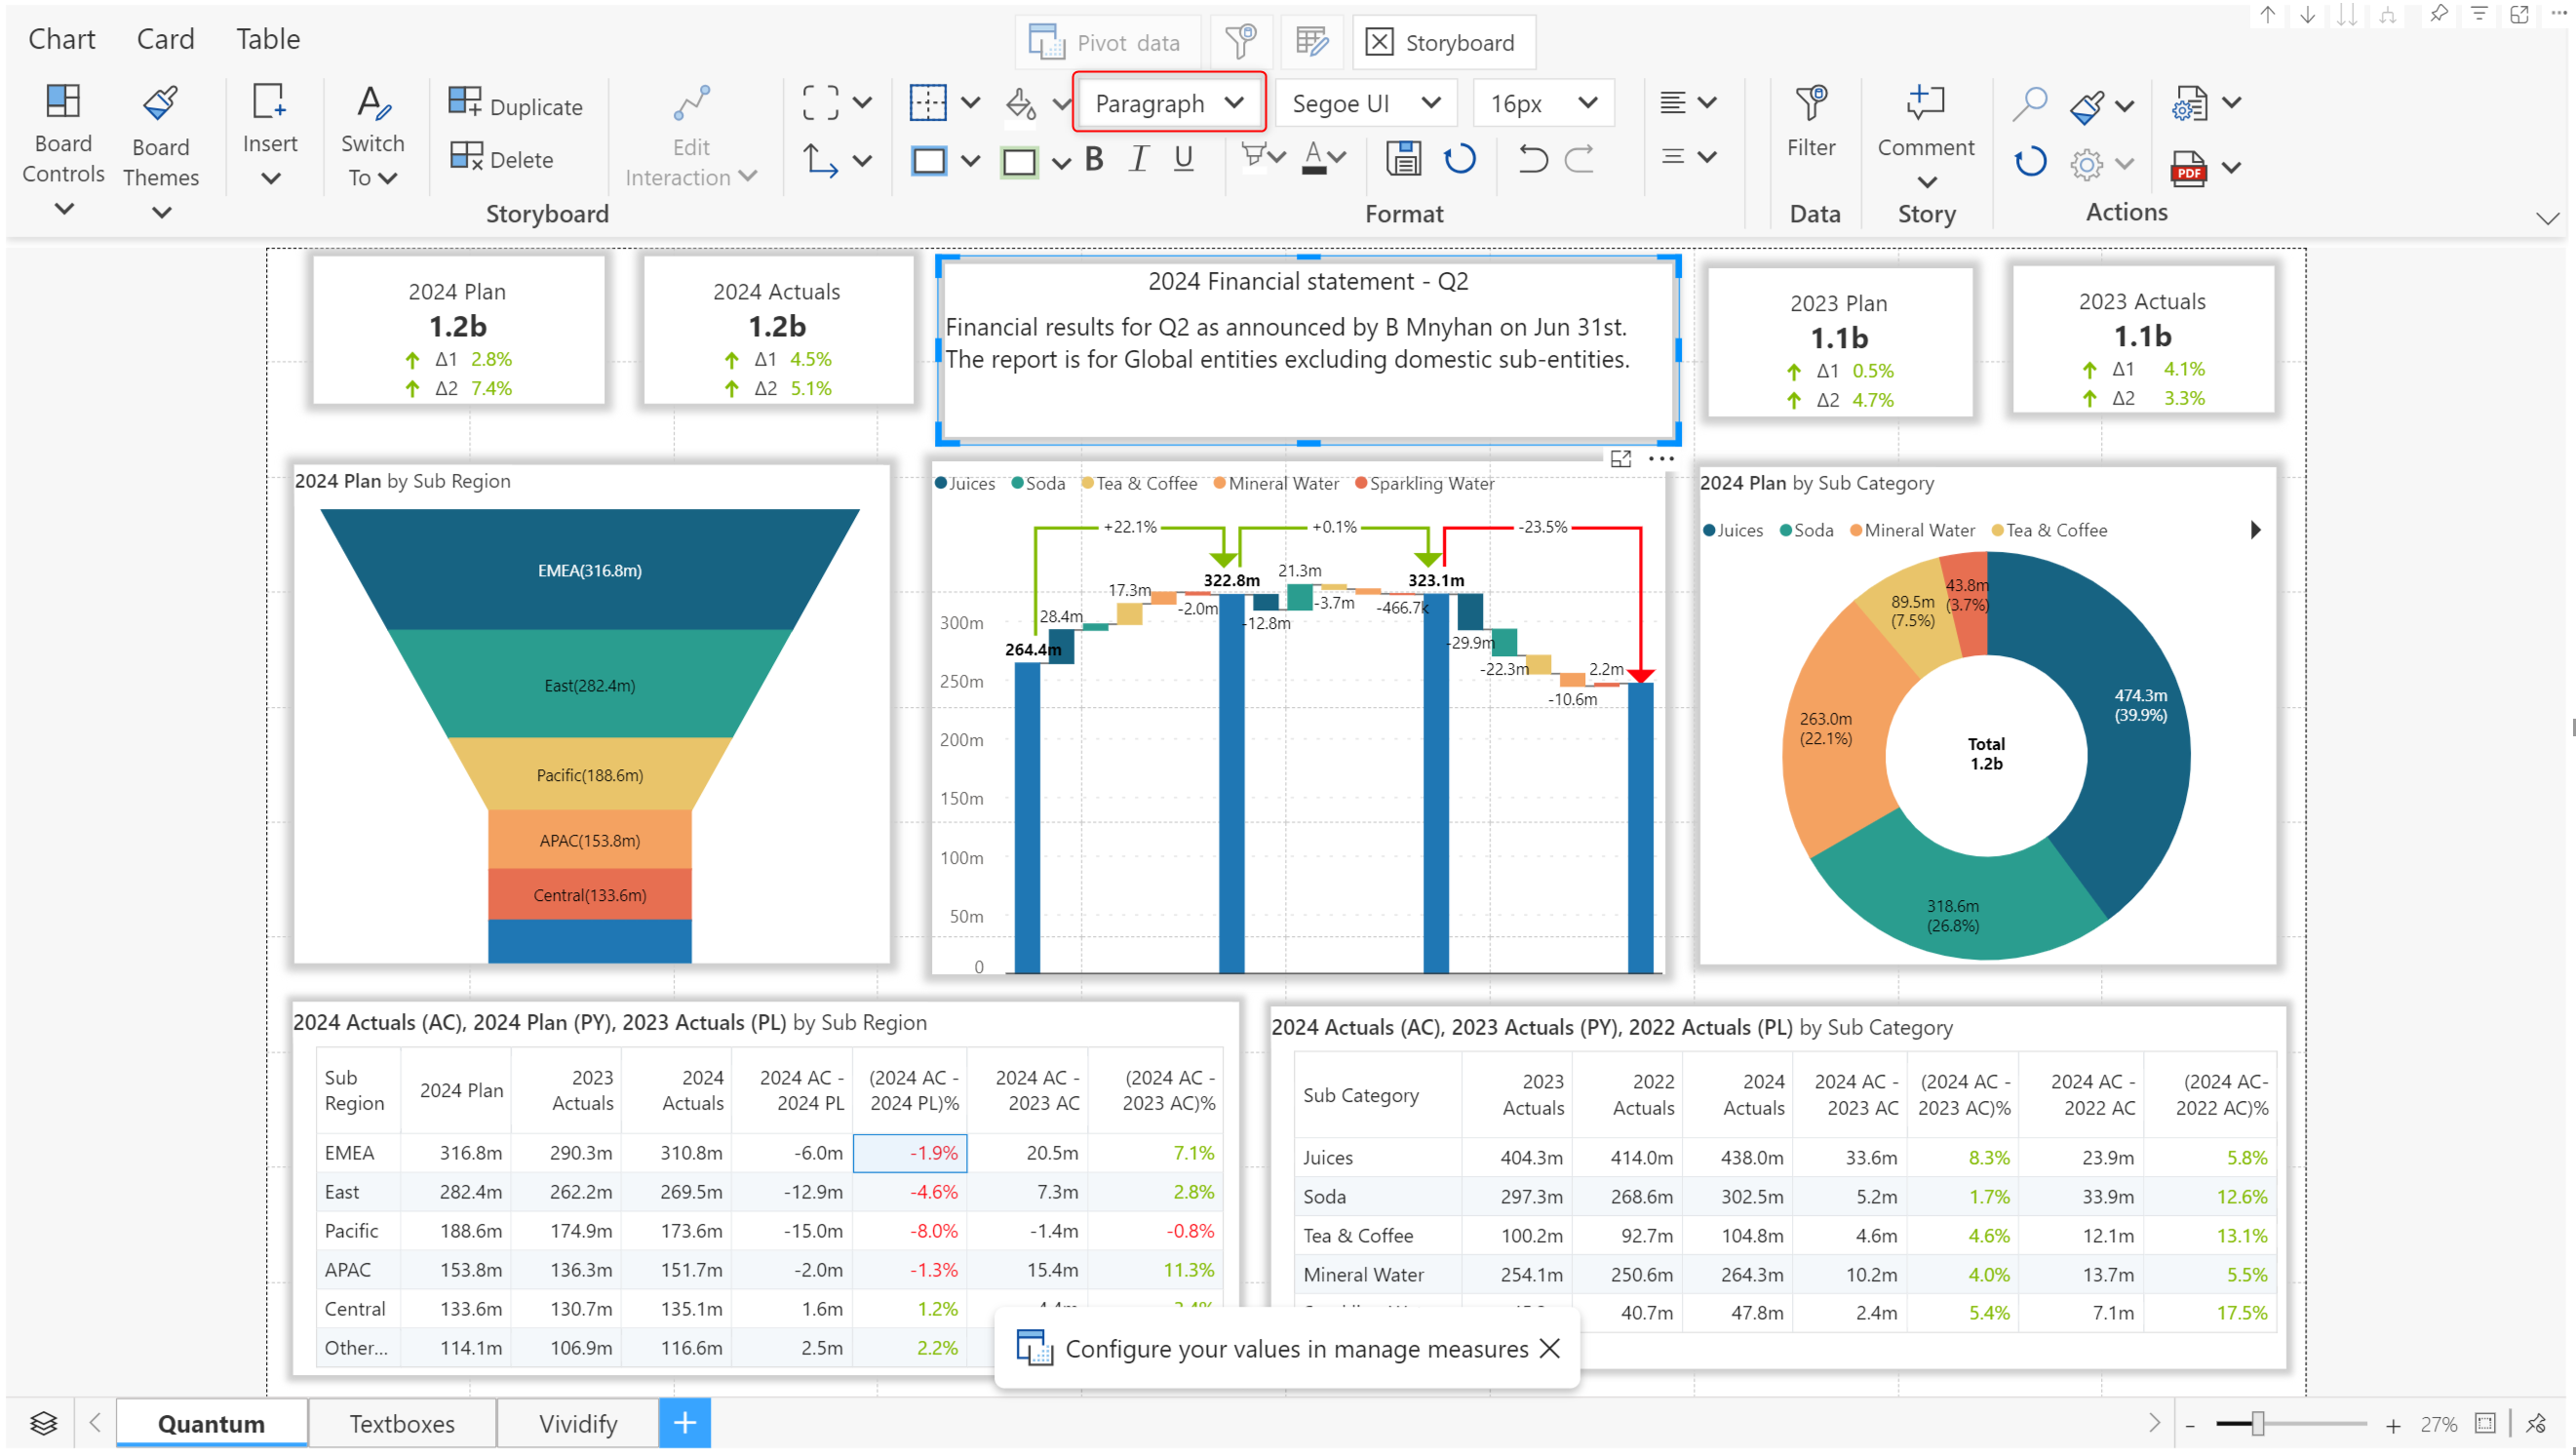 Chart Card Table
Pivot data
Storyboard
Board Controls
Board Themes
Insert
Switch To
Duplicate
Delete
Edit Interaction
Storyboard
Paragraph
Segoe UI
16px
B I U
Format
Filter
Data
Comment
Story
PDF
Actions
2024 Plan
1.2b
Δ1 2.8%
Δ2 7.4%
2024 Actuals
1.2b
Δ1 4.5%
Δ2 5.1%
2024 Financial statement - Q2
Financial results for Q2 as announced by B Mnyhan on Jun 31st.
The report is for Global entities excluding domestic sub-entities.
2023 Plan
1.1b
Δ1 0.5%
Δ2 4.7%
2023 Actuals
1.1b
Δ1 4.1%
Δ2 3.3%
2024 Plan by Sub Region
EMEA(316.8m)
East(282.4m)
Pacific(188.6m)
APAC(153.8m)
Central(133.6m)
Juices Soda Tea & Coffee Mineral Water Sparkling Water
+22.1% +0.1% -23.5%
264.4m
28.4m
17.3m
-2.0m
322.8m
-12.8m
21.3m
-3.7m
-466.7k
323.1m
-29.9m
-22.3m
-10.6m
2.2m
300m
250m
200m
150m
100m
50m
0
2024 Plan by Sub Category
Juices Soda Mineral Water Tea & Coffee
43.8m
(3.7%)
89.5m
(7.5%)
474.3m
(39.9%)
263.0m
(22.1%)
318.6m
(26.8%)
Total
1.2b
2024 Actuals (AC), 2024 Plan (PY), 2023 Actuals (PL) by Sub Region
Sub Region 2024 Plan 2023 Actuals 2024 Actuals 2024 AC - 2024 PL (2024 AC - 2024 PL)% 2024 AC - 2023 AC (2024 AC - 2023 AC)%
EMEA 316.8m 290.3m 310.8m -6.0m -1.9% 20.5m 7.1%
East 282.4m 262.2m 269.5m -12.9m -4.6% 7.3m 2.8%
Pacific 188.6m 174.9m 173.6m -15.0m -8.0% -1.4m -0.8%
APAC 153.8m 136.3m 151.7m -2.0m -1.3% 15.4m 11.3%
Central 133.6m 130.7m 135.1m 1.6m 1.2%
Other... 114.1m 106.9m 116.6m 2.5m 2.2%
2024 Actuals (AC), 2023 Actuals (PY), 2022 Actuals (PL) by Sub Category
Sub Category 2023 Actuals 2022 Actuals 2024 Actuals 2024 AC - 2023 AC (2024 AC - 2023 AC)% 2024 AC - 2022 AC (2024 AC- 2022 AC)%
Juices 404.3m 414.0m 438.0m 33.6m 8.3% 23.9m 5.8%
Soda 297.3m 268.6m 302.5m 5.2m 1.7% 33.9m 12.6%
Tea & Coffee 100.2m 92.7m 104.8m 4.6m 4.6% 12.1m 13.1%
Mineral Water 254.1m 250.6m 264.3m 10.2m 4.0% 13.7m 5.5%
40.7m 47.8m 2.4m 5.4% 7.1m 17.5%
Configure your values in manage measures
Quantum Textboxes Vividify +
- + 27%